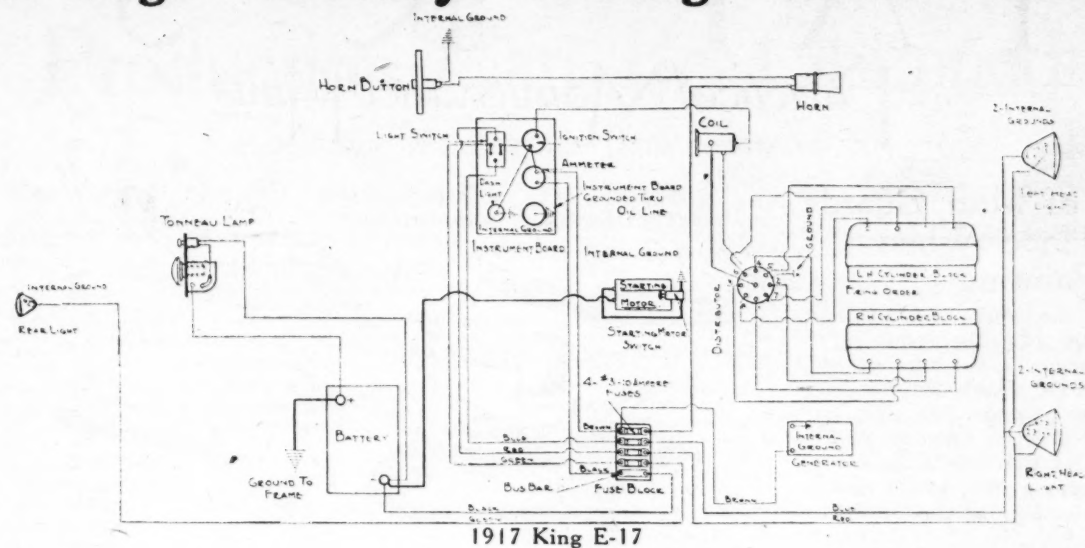 INTERNAL GROUND
HORN BUTTON
HORN
LIGHT SWITCH
IGNITION SWITCH
COIL
2-INTERNAL
GROUNDS
AMMETER
DASH
LIGHT
INSTRUMENT BOARD
GROUNDED THRU
OIL LINE
INTERNAL GROUND
INSTRUMENT BOARD
LEFT HEAD
LIGHT
TONNEAU LAMP
GROUND
INTERNAL GROUND
L H CYLINDER BLOCK
FIRING ORDER
INTERNAL GROUND
REAR LIGHT
STARTING
MOTOR
STARTING MOTOR
SWITCH
DISTRIBUTOR
R H CYLINDER BLOCK
4-#3-10 AMPERE
FUSES
2-INTERNAL
GROUNDS
BATTERY
BROWN
BLUE
RED
GREEN
BLACK
INTERNAL
GROUND
GENERATOR
GROUND TO
FRAME
BUS BAR
FUSE BLOCK
RIGHT HEAD
LIGHT
BROWN
BLACK
GREEN
BLUE
RED
1917 King E-17